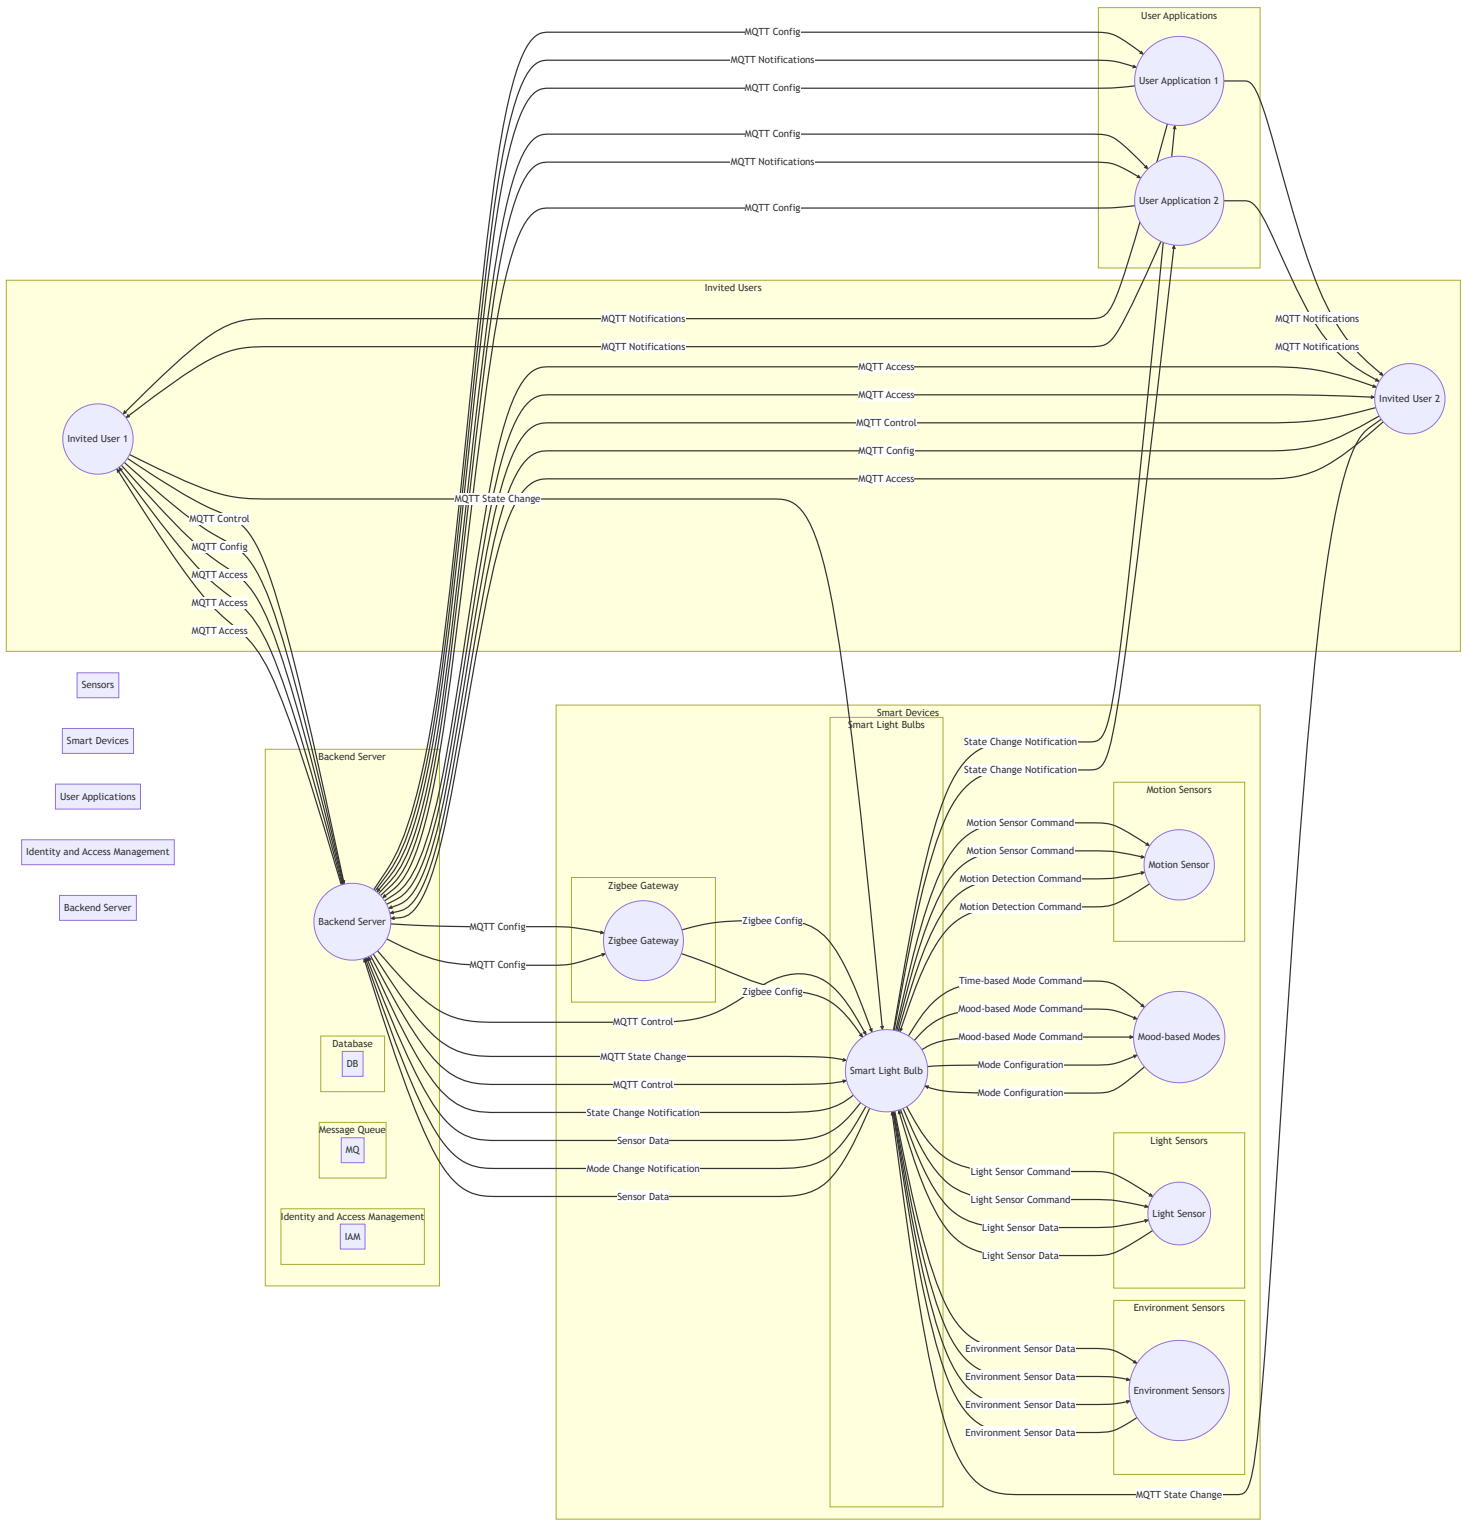 User Applications
MQTT Config
MQTT Notifications
User Application 1
MQTT Config
MQTT Config
MQTT Notifications
User Application 2
MQTT Config
Invited Users
MQTT Notifications
MQTT Notifications
MQTT Notifications
MQTT Notifications
MQTT Access
MQTT Access
Invited User 2
MQTT Control
Invited User 1
MQTT Config
MQTT Access
MQTT State Change
MQTT Control
MQTT Config
MQTT Access
MQTT Access
MQTT Access
Sensors
Smart Devices
User Applications
Identity and Access Management
Backend Server
Smart Devices
Smart Light Bulbs
State Change Notification
State Change Notification
Backend Server
Motion Sensors
Motion Sensor Command
Motion Sensor Command
Motion Sensor
Motion Detection Command
Motion Detection Command
Zigbee Gateway
Backend Server
MQTT Config
Zigbee Gateway
Zigbee Config
MQTT Config
Zigbee Config
MQTT Control
Time-based Mode Command
Mood-based Mode Command
Mood-based Mode Command
Mood-based Modes
Mode Configuration
Mode Configuration
Database
DB
MQTT State Change
Smart Light Bulb
MQTT Control
State Change Notification
Message Queue
MQ
Sensor Data
Mode Change Notification
Sensor Data
Light Sensors
Light Sensor Command
Light Sensor Command
Light Sensor
Light Sensor Data
Light Sensor Data
Identity and Access Management
IAM
Environment Sensors
Environment Sensor Data
Environment Sensor Data
Environment Sensors
Environment Sensor Data
Environment Sensor Data
MQTT State Change